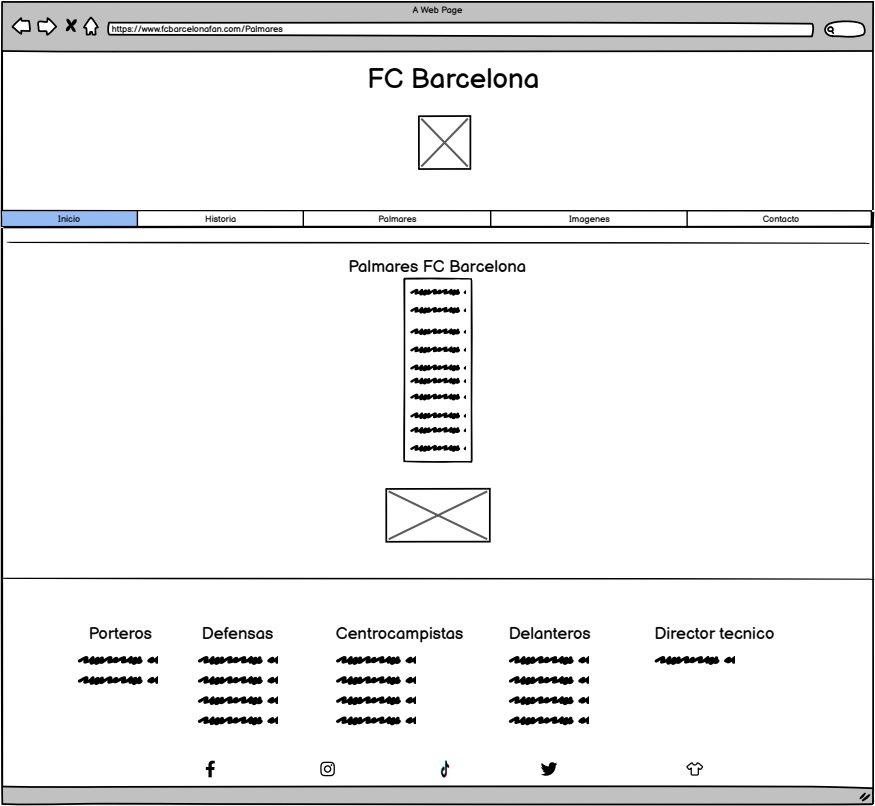 A Web Page
https://www.fcbarcelonafan.com/Palmares
FC Barcelona
Inicio
Historia
Palmares
Imagenes
Contacto
Palmares FC Barcelona
Porteros
Defensas
Centrocampistas
Delanteros
Director tecnico